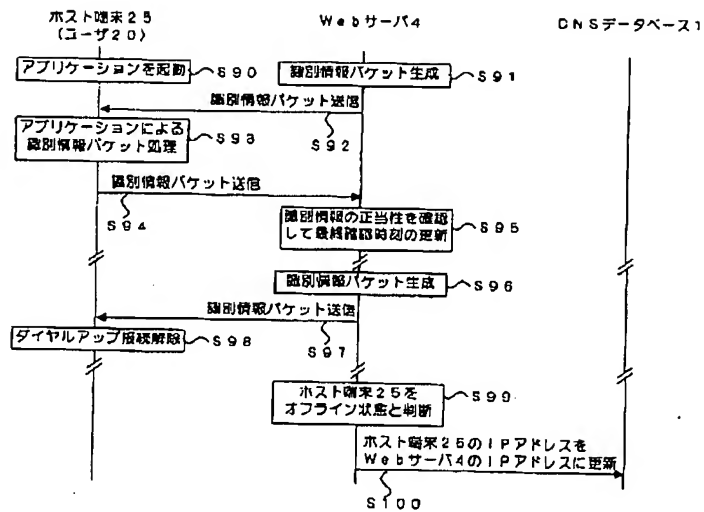 ホスト端末25
(ユーザ20)
Webサーバ4
DNSデータベース1
アプリケーションを起動
S90
識別情報パケット生成
S91
識別情報パケット送信
S92
アプリケーションによる
識別情報パケット処理
S93
識別情報パケット送信
S94
識別情報の正当性を確認
して最終確認時刻の更新
S95
識別情報パケット生成
S96
識別情報パケット送信
S97
ダイヤルアップ接続解除
S98
ホスト端末25を
オフライン状態と判断
S99
ホスト端末25のIPアドレスを
Webサーバ4のIPアドレスに更新
S100